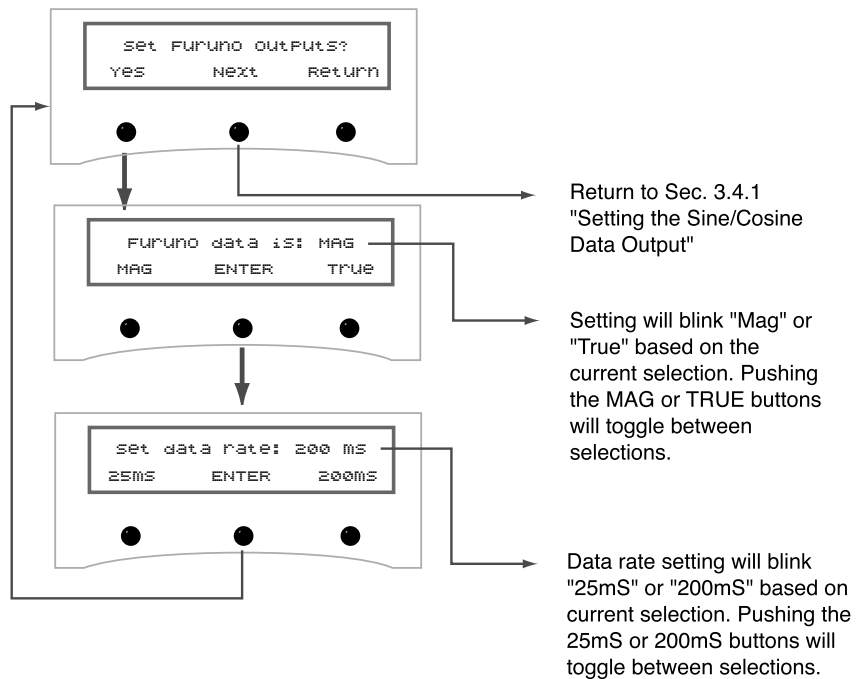 Set Furuno Outputs?
Yes Next Return
Return to Sec. 3.4.1
"Setting the Sine/Cosine
Data Output"
Furuno data is: MAG
MAG ENTER True
Setting will blink "Mag" or
"True" based on the
current selection. Pushing
the MAG or TRUE buttons
will toggle between
selections.
Set data rate: 200 mS
25mS ENTER 200mS
Data rate setting will blink
"25mS" or "200mS" based on
current selection. Pushing the
25mS or 200mS buttons will
toggle between selections.